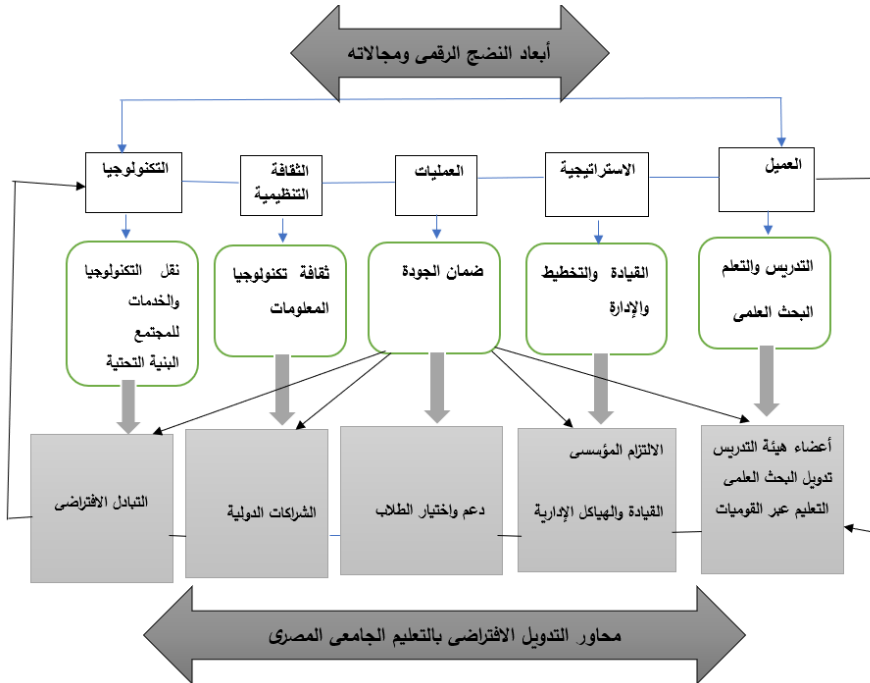 أبعاد النضج الرقمى ومجالاته
العميل
الاستراتيجية
العمليات
الثقافة
التنظيمية
التكنولوجيا
التدريس والتعلم
البحث العلمى
القيادة والتخطيط
والإدارة
ضمان الجودة
ثقافة تكنولوجيا
المعلومات
نقل التكنولوجيا
والخدمات
للمجتمع
البنية التحتية
أعضاء هيئة التدريس
تدويل البحث العلمى
التعليم عبر القوميات
الالتزام المؤسسى
القيادة والهياكل الإدارية
دعم واختيار الطلاب
الشراكات الدولية
التبادل الافتراضى
محاور التدويل الافتراضى بالتعليم الجامعى المصرى